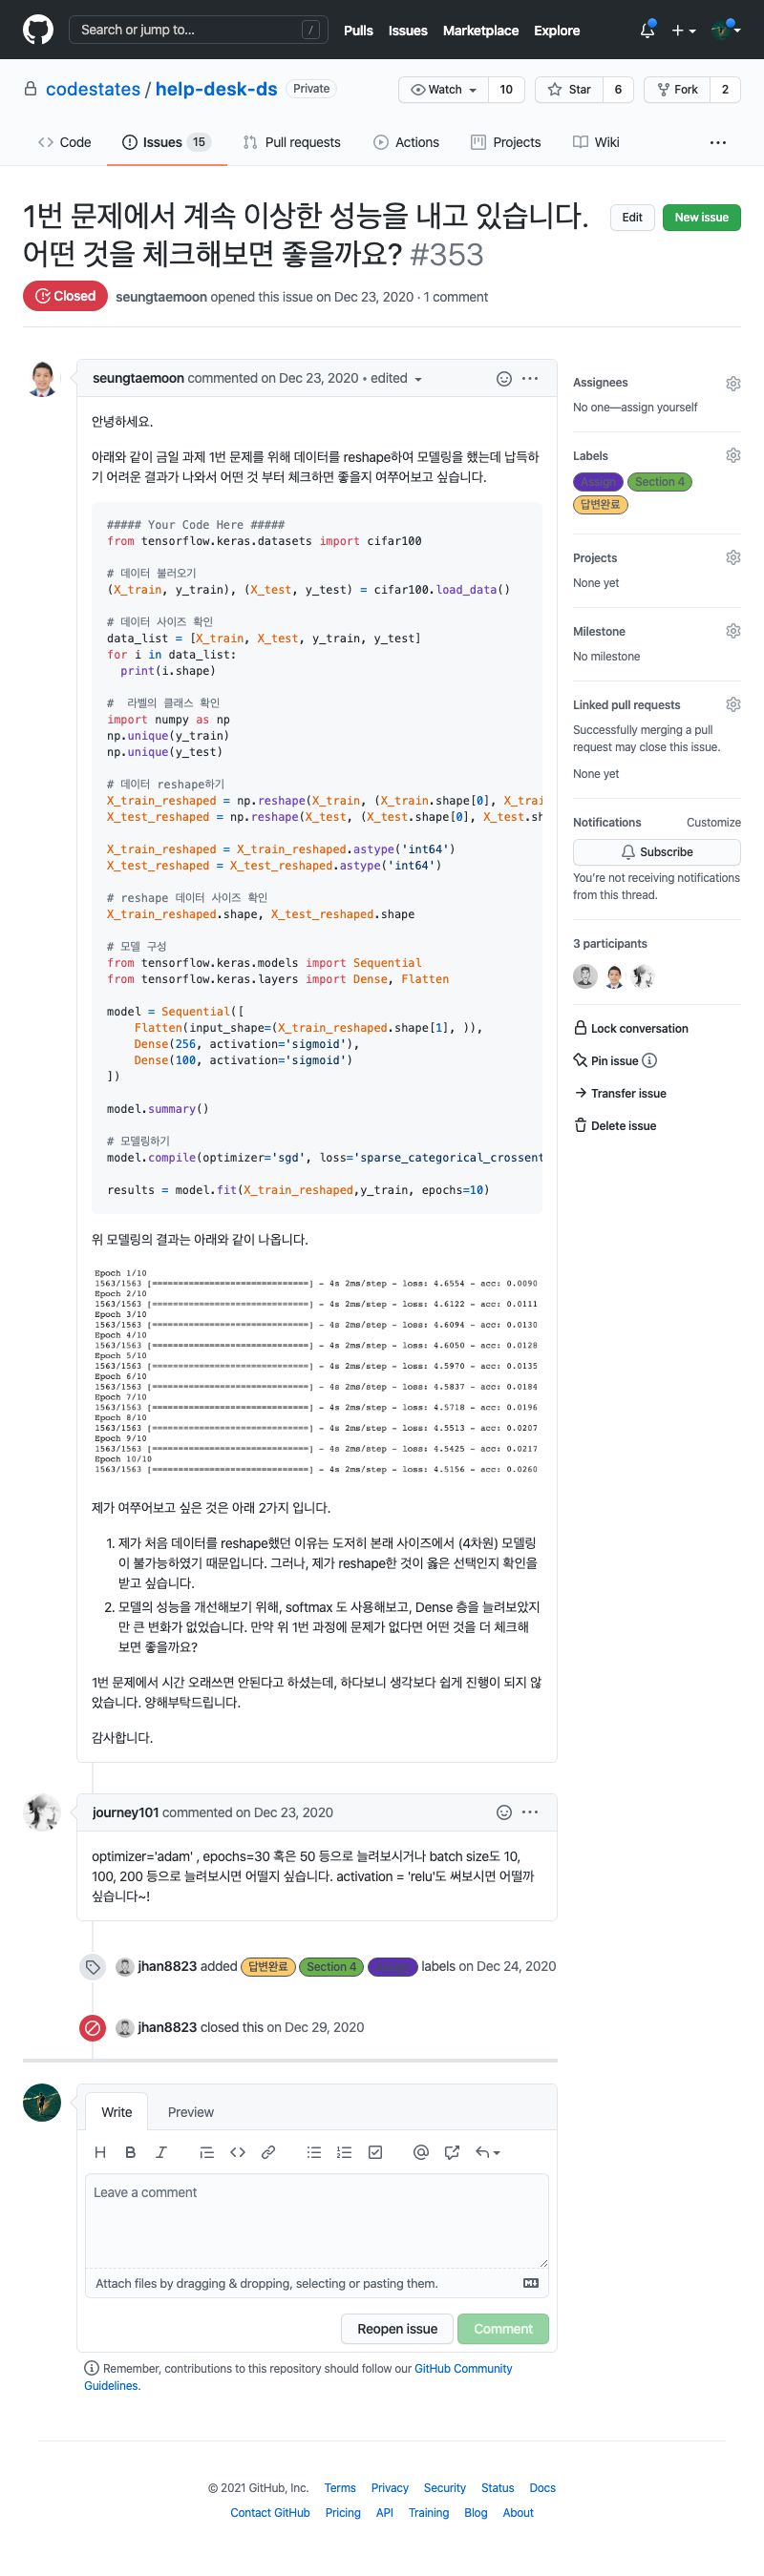 Search or jump to...
/
Pulls Issues Marketplace Explore
codestates / help-desk-ds Private
Watch 10 Star 6 Fork 2
Code Issues 15 Pull requests Actions Projects Wiki
1번 문제에서 계속 이상한 성능을 내고 있습니다.
어떤 것을 체크해보면 좋을까요? #353
Edit New issue
Closed seungtaemoon opened this issue on Dec 23, 2020 · 1 comment
seungtaemoon commented on Dec 23, 2020 • edited
안녕하세요.
아래와 같이 금일 과제 1번 문제를 위해 데이터를 reshape하여 모델링을 했는데 납득하
기 어려운 결과가 나와서 어떤 것 부터 체크하면 좋을지 여쭈어보고 싶습니다.
##### Your Code Here #####
from tensorflow.keras.datasets import cifar100
# 데이터 불러오기
(X_train, y_train), (X_test, y_test) = cifar100.load_data()
# 데이터 사이즈 확인
data_list = [X_train, X_test, y_train, y_test]
for i in data_list:
print(i.shape)
# 라벨의 클래스 확인
import numpy as np
np.unique(y_train)
np.unique(y_test)
# 데이터 reshape하기
X_train_reshaped = np.reshape(X_train, (X_train.shape[0], X_trai
X_test_reshaped = np.reshape(X_test, (X_test.shape[0], X_test.sh
X_train_reshaped = X_train_reshaped.astype('int64')
X_test_reshaped = X_test_reshaped.astype('int64')
# reshape 데이터 사이즈 확인
X_train_reshaped.shape, X_test_reshaped.shape
# 모델 구성
from tensorflow.keras.models import Sequential
from tensorflow.keras.layers import Dense, Flatten
model = Sequential([
Flatten(input_shape=(X_train_reshaped.shape[1], )),
Dense(256, activation='sigmoid'),
Dense(100, activation='sigmoid')
])
model.summary()
# 모델링하기
model.compile(optimizer='sgd', loss='sparse_categorical_crossent
results = model.fit(X_train_reshaped,y_train, epochs=10)
위 모델링의 결과는 아래와 같이 나옵니다.
Epoch 1/10
1563/1563 [==============================] - 4s 2ms/step - loss: 4.6554 - acc: 0.0090
Epoch 2/10
1563/1563 [==============================] - 4s 2ms/step - loss: 4.6122 - acc: 0.0111
Epoch 3/10
1563/1563 [==============================] - 4s 2ms/step - loss: 4.6094 - acc: 0.0130
Epoch 4/10
1563/1563 [==============================] - 4s 2ms/step - loss: 4.6050 - acc: 0.0128
Epoch 5/10
1563/1563 [==============================] - 4s 2ms/step - loss: 4.5970 - acc: 0.0135
Epoch 6/10
1563/1563 [==============================] - 4s 2ms/step - loss: 4.5837 - acc: 0.0184
Epoch 7/10
1563/1563 [==============================] - 4s 2ms/step - loss: 4.5718 - acc: 0.0196
Epoch 8/10
1563/1563 [==============================] - 4s 2ms/step - loss: 4.5513 - acc: 0.0207
Epoch 9/10
1563/1563 [==============================] - 4s 2ms/step - loss: 4.5425 - acc: 0.0217
Epoch 10/10
1563/1563 [==============================] - 4s 2ms/step - loss: 4.5156 - acc: 0.0260
제가 여쭈어보고 싶은 것은 아래 2가지 입니다.
1. 제가 처음 데이터를 reshape했던 이유는 도저히 본래 사이즈에서 (4차원) 모델링
이 불가능하였기 때문입니다. 그러나, 제가 reshape한 것이 옳은 선택인지 확인을
받고 싶습니다.
2. 모델의 성능을 개선해보기 위해, softmax 도 사용해보고, Dense 층을 늘려보았지
만 큰 변화가 없었습니다. 만약 위 1번 과정에 문제가 없다면 어떤 것을 더 체크해
보면 좋을까요?
1번 문제에서 시간 오래쓰면 안된다고 하셨는데, 하다보니 생각보다 쉽게 진행이 되지 않
았습니다. 양해부탁드립니다.
감사합니다.
journey101 commented on Dec 23, 2020
optimizer='adam' , epochs=30 혹은 50 등으로 늘려보시거나 batch size도 10,
100, 200 등으로 늘려보시면 어떨지 싶습니다. activation = 'relu'도 써보시면 어떨까
싶습니다~!
jhan8823 added 답변완료 Section 4 labels on Dec 24, 2020
jhan8823 closed this on Dec 29, 2020
Write Preview
H B I
Leave a comment
Attach files by dragging & dropping, selecting or pasting them.
Reopen issue Comment
Remember, contributions to this repository should follow our GitHub Community
Guidelines.
Assignees
No one—assign yourself
Labels
Assign Section 4
답변완료
Projects
None yet
Milestone
No milestone
Linked pull requests
Successfully merging a pull
request may close this issue.
None yet
Notifications Customize
Subscribe
You're not receiving notifications
from this thread.
3 participants
Lock conversation
Pin issue
Transfer issue
Delete issue
© 2021 GitHub, Inc. Terms Privacy Security Status Docs
Contact GitHub Pricing API Training Blog About